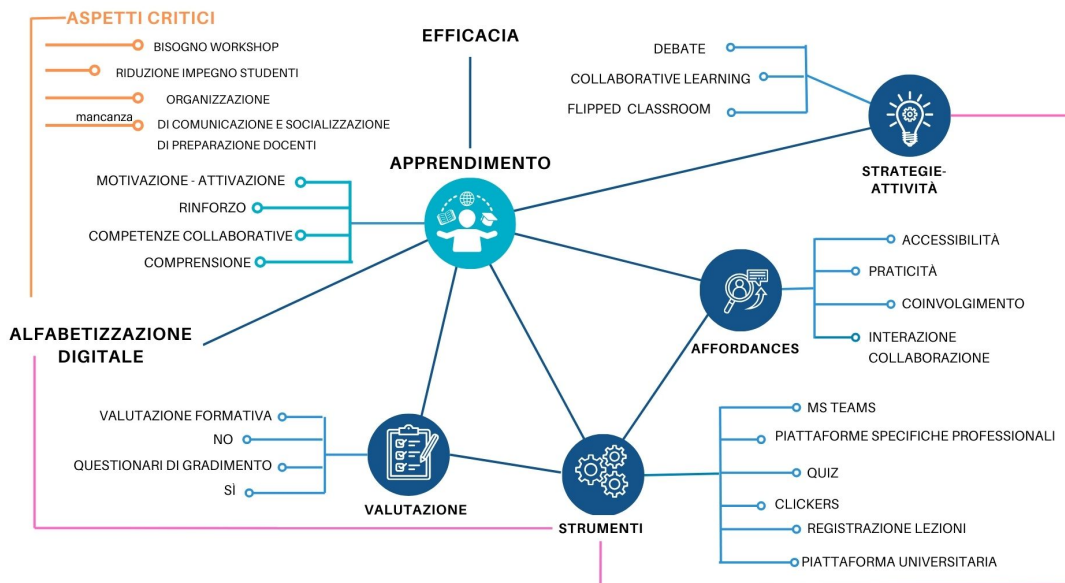 ASPETTI CRITICI
BISOGNO WORKSHOP
RIDUZIONE IMPEGNO STUDENTI
ORGANIZZAZIONE
mancanza
DI COMUNICAZIONE E SOCIALIZZAZIONE
DI PREPARAZIONE DOCENTI
EFFICACIA
APPRENDIMENTO
MOTIVAZIONE - ATTIVAZIONE
RINFORZO
COMPETENZE COLLABORATIVE
COMPRENSIONE
DEBATE
COLLABORATIVE LEARNING
FLIPPED CLASSROOM
STRATEGIE-
ATTIVITÀ
ACCESSIBILITÀ
PRATICITÀ
COINVOLGIMENTO
INTERAZIONE
COLLABORAZIONE
AFFORDANCES
ALFABETIZZAZIONE
DIGITALE
VALUTAZIONE FORMATIVA
NO
QUESTIONARI DI GRADIMENTO
SÌ
VALUTAZIONE
STRUMENTI
MS TEAMS
PIATTAFORME SPECIFICHE PROFESSIONALI
QUIZ
CLICKERS
REGISTRAZIONE LEZIONI
PIATTAFORMA UNIVERSITARIA